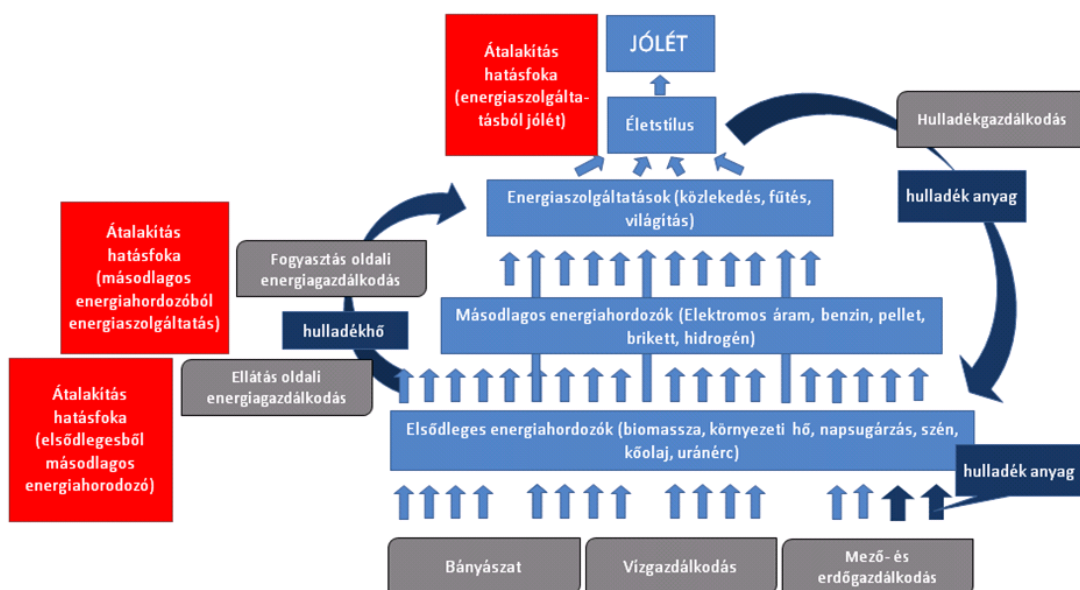 JÓLÉT
Átalakítás
hatásfoka
(energiaszolgálta-
tásból jólét)
Életstílus
Hulladékgazdálkodás
hulladék anyag
Energiaszolgáltatások (közlekedés, fűtés,
világítás)
Átalakítás
hatásfoka
(másodlagos
energiahordozóból
energiaszolgáltatás)
Fogyasztás oldali
energiagazdálkodás
hulladékhő
Másodlagos energiahordozók (Elektromos áram, benzin, pellet,
brikett, hidrogén)
Ellátás oldali
energiagazdálkodás
Átalakítás
hatásfoka
(elsődlegesből
másodlagos
energiahorodozó)
Elsődleges energiahordozók (biomassza, környezeti hő, napsugárzás, szén,
kőolaj, uránérc)
hulladék anyag
Bányászat
Vízgazdálkodás
Mező- és
erdőgazdálkodás